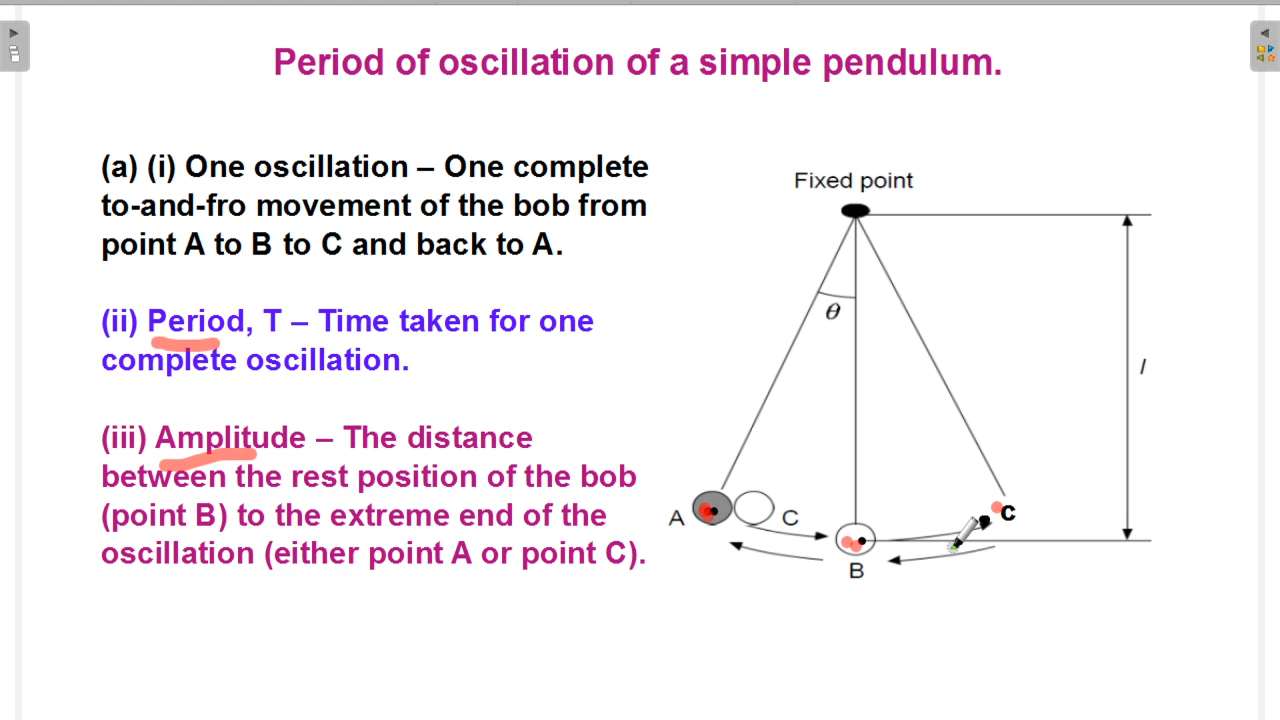 Period of oscillation of a simple pendulum.
(a) (i) One oscillation – One complete
to-and-fro movement of the bob from
point A to B to C and back to A.
(ii) Period, T – Time taken for one
complete oscillation.
(iii) Amplitude – The distance
between the rest position of the bob
(point B) to the extreme end of the
oscillation (either point A or point C).
Fixed point
θ
l
A
C
C
B